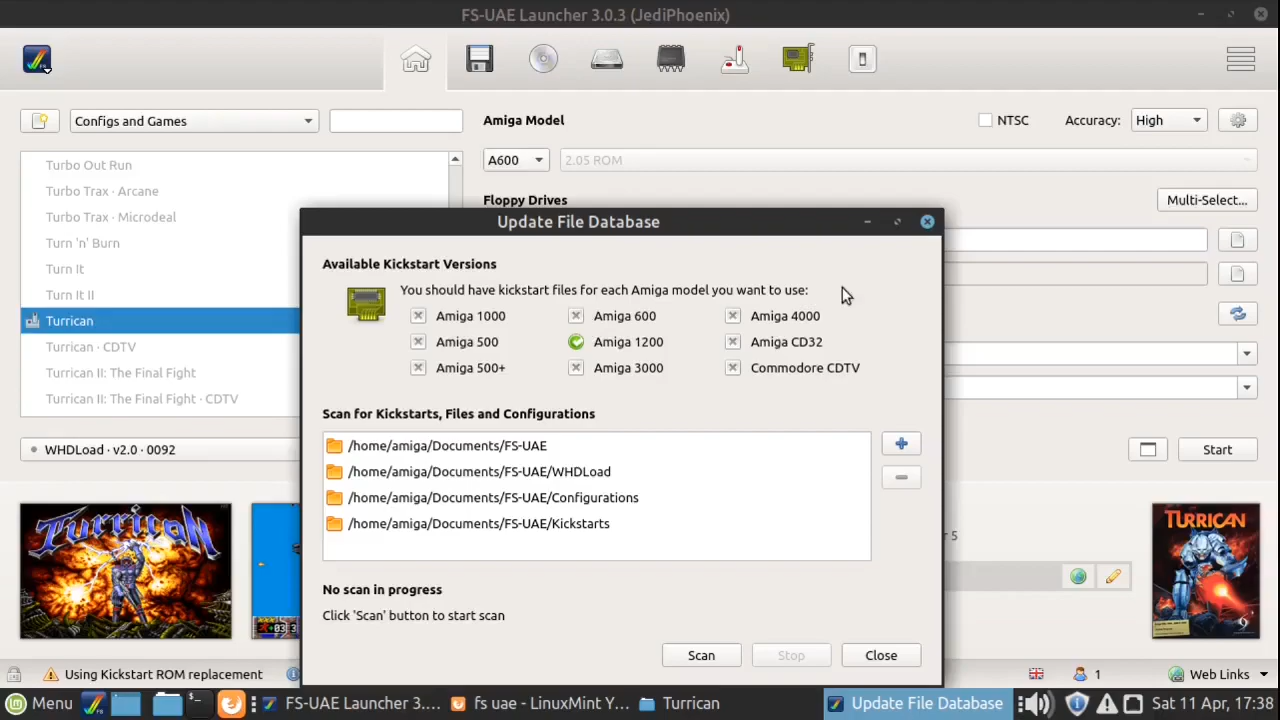 FS-UAE Launcher 3.0.3 (JediPhoenix)
Configs and Games
Amiga Model
NTSC
Accuracy: High
Turbo Out Run
Turbo Trax · Arcane
Turbo Trax · Microdeal
Turn 'n' Burn
Turn It
Turn It II
Turrican
Turrican · CDTV
Turrican II: The Final Fight
Turrican II: The Final Fight · CDTV
A600
2.05 ROM
Floppy Drives
Multi-Select...
Update File Database
Available Kickstart Versions
You should have kickstart files for each Amiga model you want to use:
Amiga 1000
Amiga 600
Amiga 4000
Amiga 500
Amiga 1200
Amiga CD32
Amiga 500+
Amiga 3000
Commodore CDTV
Scan for Kickstarts, Files and Configurations
/home/amiga/Documents/FS-UAE
/home/amiga/Documents/FS-UAE/WHDLoad
/home/amiga/Documents/FS-UAE/Configurations
/home/amiga/Documents/FS-UAE/Kickstarts
No scan in progress
Click 'Scan' button to start scan
Scan
Stop
Close
WHDLoad · v2.0 · 0092
Start
Turrican
TURRICAN
5
Using Kickstart ROM replacement
1
Web Links
Menu
FS-UAE Launcher 3.0.3....
fs uae - LinuxMint Y...
Turrican
Update File Database
Sat 11 Apr, 17:38